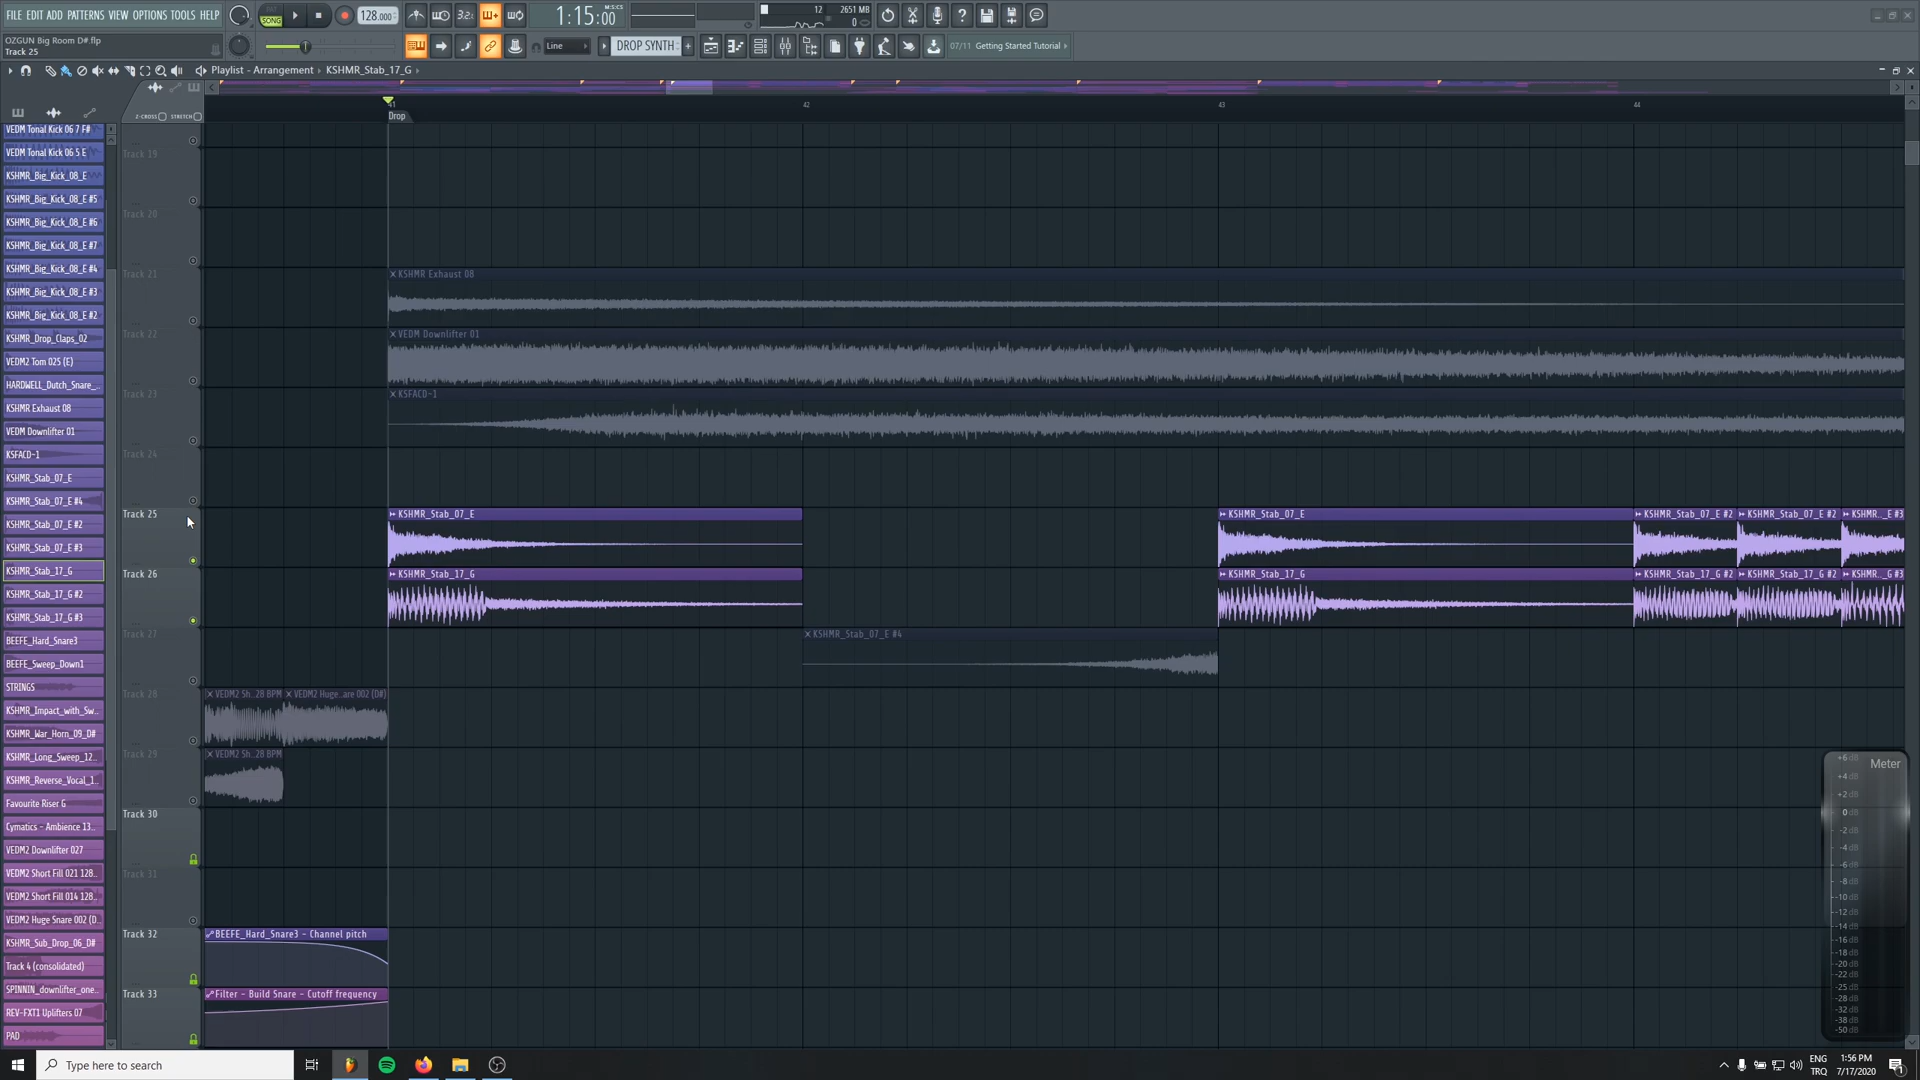 FILE EDIT ADD PATTERNS VIEW OPTIONS TOOLS HELP
SONG
128.000
1:15:00
M:S:CS
12
2651 MB
0
OZGUN Big Room D#.flp
Track 25
Line
DROP SYNTH
07/11 Getting Started Tutorial
Playlist - Arrangement › KSHMR_Stab_17_G ›
Z-CROSS STRETCH
41
42
43
44
Drop
VEDM Tonal Kick 06 7 F#
VEDM Tonal Kick 06 5 E
KSHMR_Big_Kick_08_E
KSHMR_Big_Kick_08_E #5
KSHMR_Big_Kick_08_E #6
KSHMR_Big_Kick_08_E #7
KSHMR_Big_Kick_08_E #4
KSHMR_Big_Kick_08_E #3
KSHMR_Big_Kick_08_E #2
KSHMR_Drop_Claps_02
VEDM2 Tom 025 (E)
HARDWELL_Dutch_Snare_..
KSHMR Exhaust 08
VEDM Downlifter 01
KSFACD-1
KSHMR_Stab_07_E
KSHMR_Stab_07_E #4
KSHMR_Stab_07_E #2
KSHMR_Stab_07_E #3
KSHMR_Stab_17_G
KSHMR_Stab_17_G #2
KSHMR_Stab_17_G #3
BEEFE_Hard_Snare3
BEEFE_Sweep_Down1
STRINGS
KSHMR_Impact_with_Sw..
KSHMR_War_Horn_09_D#
KSHMR_Long_Sweep_12..
KSHMR_Reverse_Vocal_1..
Favourite Riser G
Cymatics - Ambience 13..
VEDM2 Downlifter 027
VEDM2 Short Fill 021 128..
VEDM2 Short Fill 014 128..
VEDM2 Huge Snare 002 (D..
KSHMR_Sub_Drop_06_D#
Track 4 (consolidated)
SPINNIN_downlifter_one..
REV-FXT1 Uplifters 07
PAD
Track 19
Track 20
Track 21
KSHMR Exhaust 08
Track 22
VEDM Downlifter 01
Track 23
KSFACD-1
Track 24
Track 25
KSHMR_Stab_07_E
KSHMR_Stab_07_E
KSHMR_Stab_07_E #2
KSHMR_Stab_07_E #2
KSHMR_.. _E #3
Track 26
KSHMR_Stab_17_G
KSHMR_Stab_17_G
KSHMR_Stab_17_G #2
KSHMR_Stab_17_G #2
KSHMR_.. _G #3
Track 27
KSHMR_Stab_07_E #4
Track 28
VEDM2 Sh..28 BPM
VEDM2 Huge..are 002 (D#)
Track 29
VEDM2 Sh..28 BPM
Track 30
Track 31
Track 32
BEEFE_Hard_Snare3 - Channel pitch
Track 33
Filter - Build Snare - Cutoff frequency
Meter
+6 dB
+4 dB
+2 dB
0 dB
-2 dB
-4 dB
-6 dB
-8 dB
-10 dB
-12 dB
-14 dB
-16 dB
-18 dB
-20 dB
-22 dB
-25 dB
-28 dB
-32 dB
-38 dB
-50 dB
Type here to search
ENG
TRQ
1:56 PM
7/17/2020